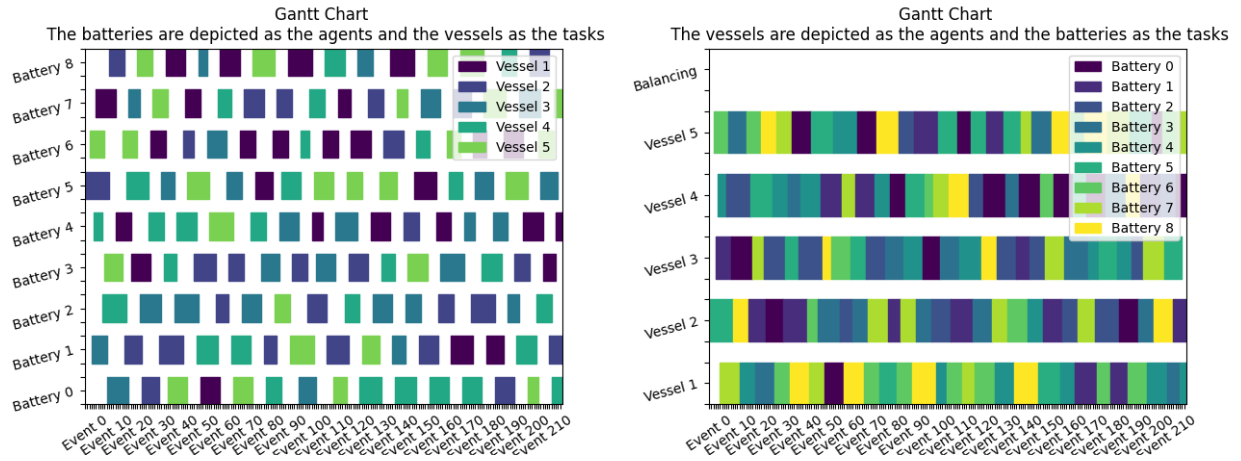 Gantt Chart
The batteries are depicted as the agents and the vessels as the tasks
Battery 8
Battery 7
Battery 6
Battery 5
Battery 4
Battery 3
Battery 2
Battery 1
Battery 0
Vessel 1
Vessel 2
Vessel 3
Vessel 4
Vessel 5
Event 0
Event 10
Event 20
Event 30
Event 40
Event 50
Event 60
Event 70
Event 80
Event 90
Event 100
Event 110
Event 120
Event 130
Event 140
Event 150
Event 160
Event 170
Event 180
Event 190
Event 200
Event 210
Gantt Chart
The vessels are depicted as the agents and the batteries as the tasks
Balancing
Vessel 5
Vessel 4
Vessel 3
Vessel 2
Vessel 1
Battery 0
Battery 1
Battery 2
Battery 3
Battery 4
Battery 5
Battery 6
Battery 7
Battery 8
Event 0
Event 10
Event 20
Event 30
Event 40
Event 50
Event 60
Event 70
Event 80
Event 90
Event 100
Event 110
Event 120
Event 130
Event 140
Event 150
Event 160
Event 170
Event 180
Event 190
Event 200
Event 210